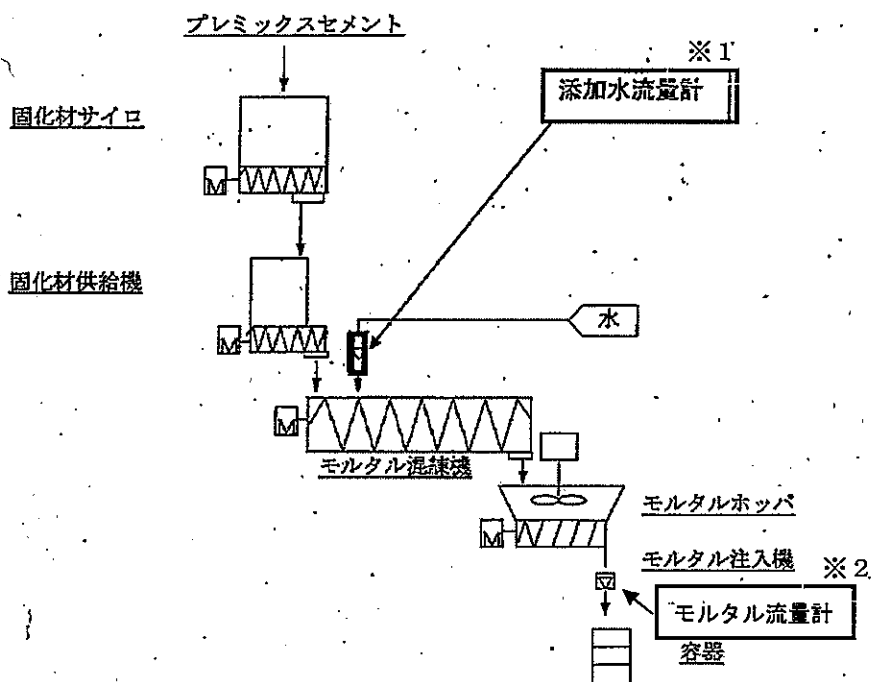 プレミックスセメント
※1
添加水流量計
固化材サイロ
M
固化材供給機
水
M
M
モルタル混練機
モルタルホッパ
M
モルタル注入機
※2
モルタル流量計
容器